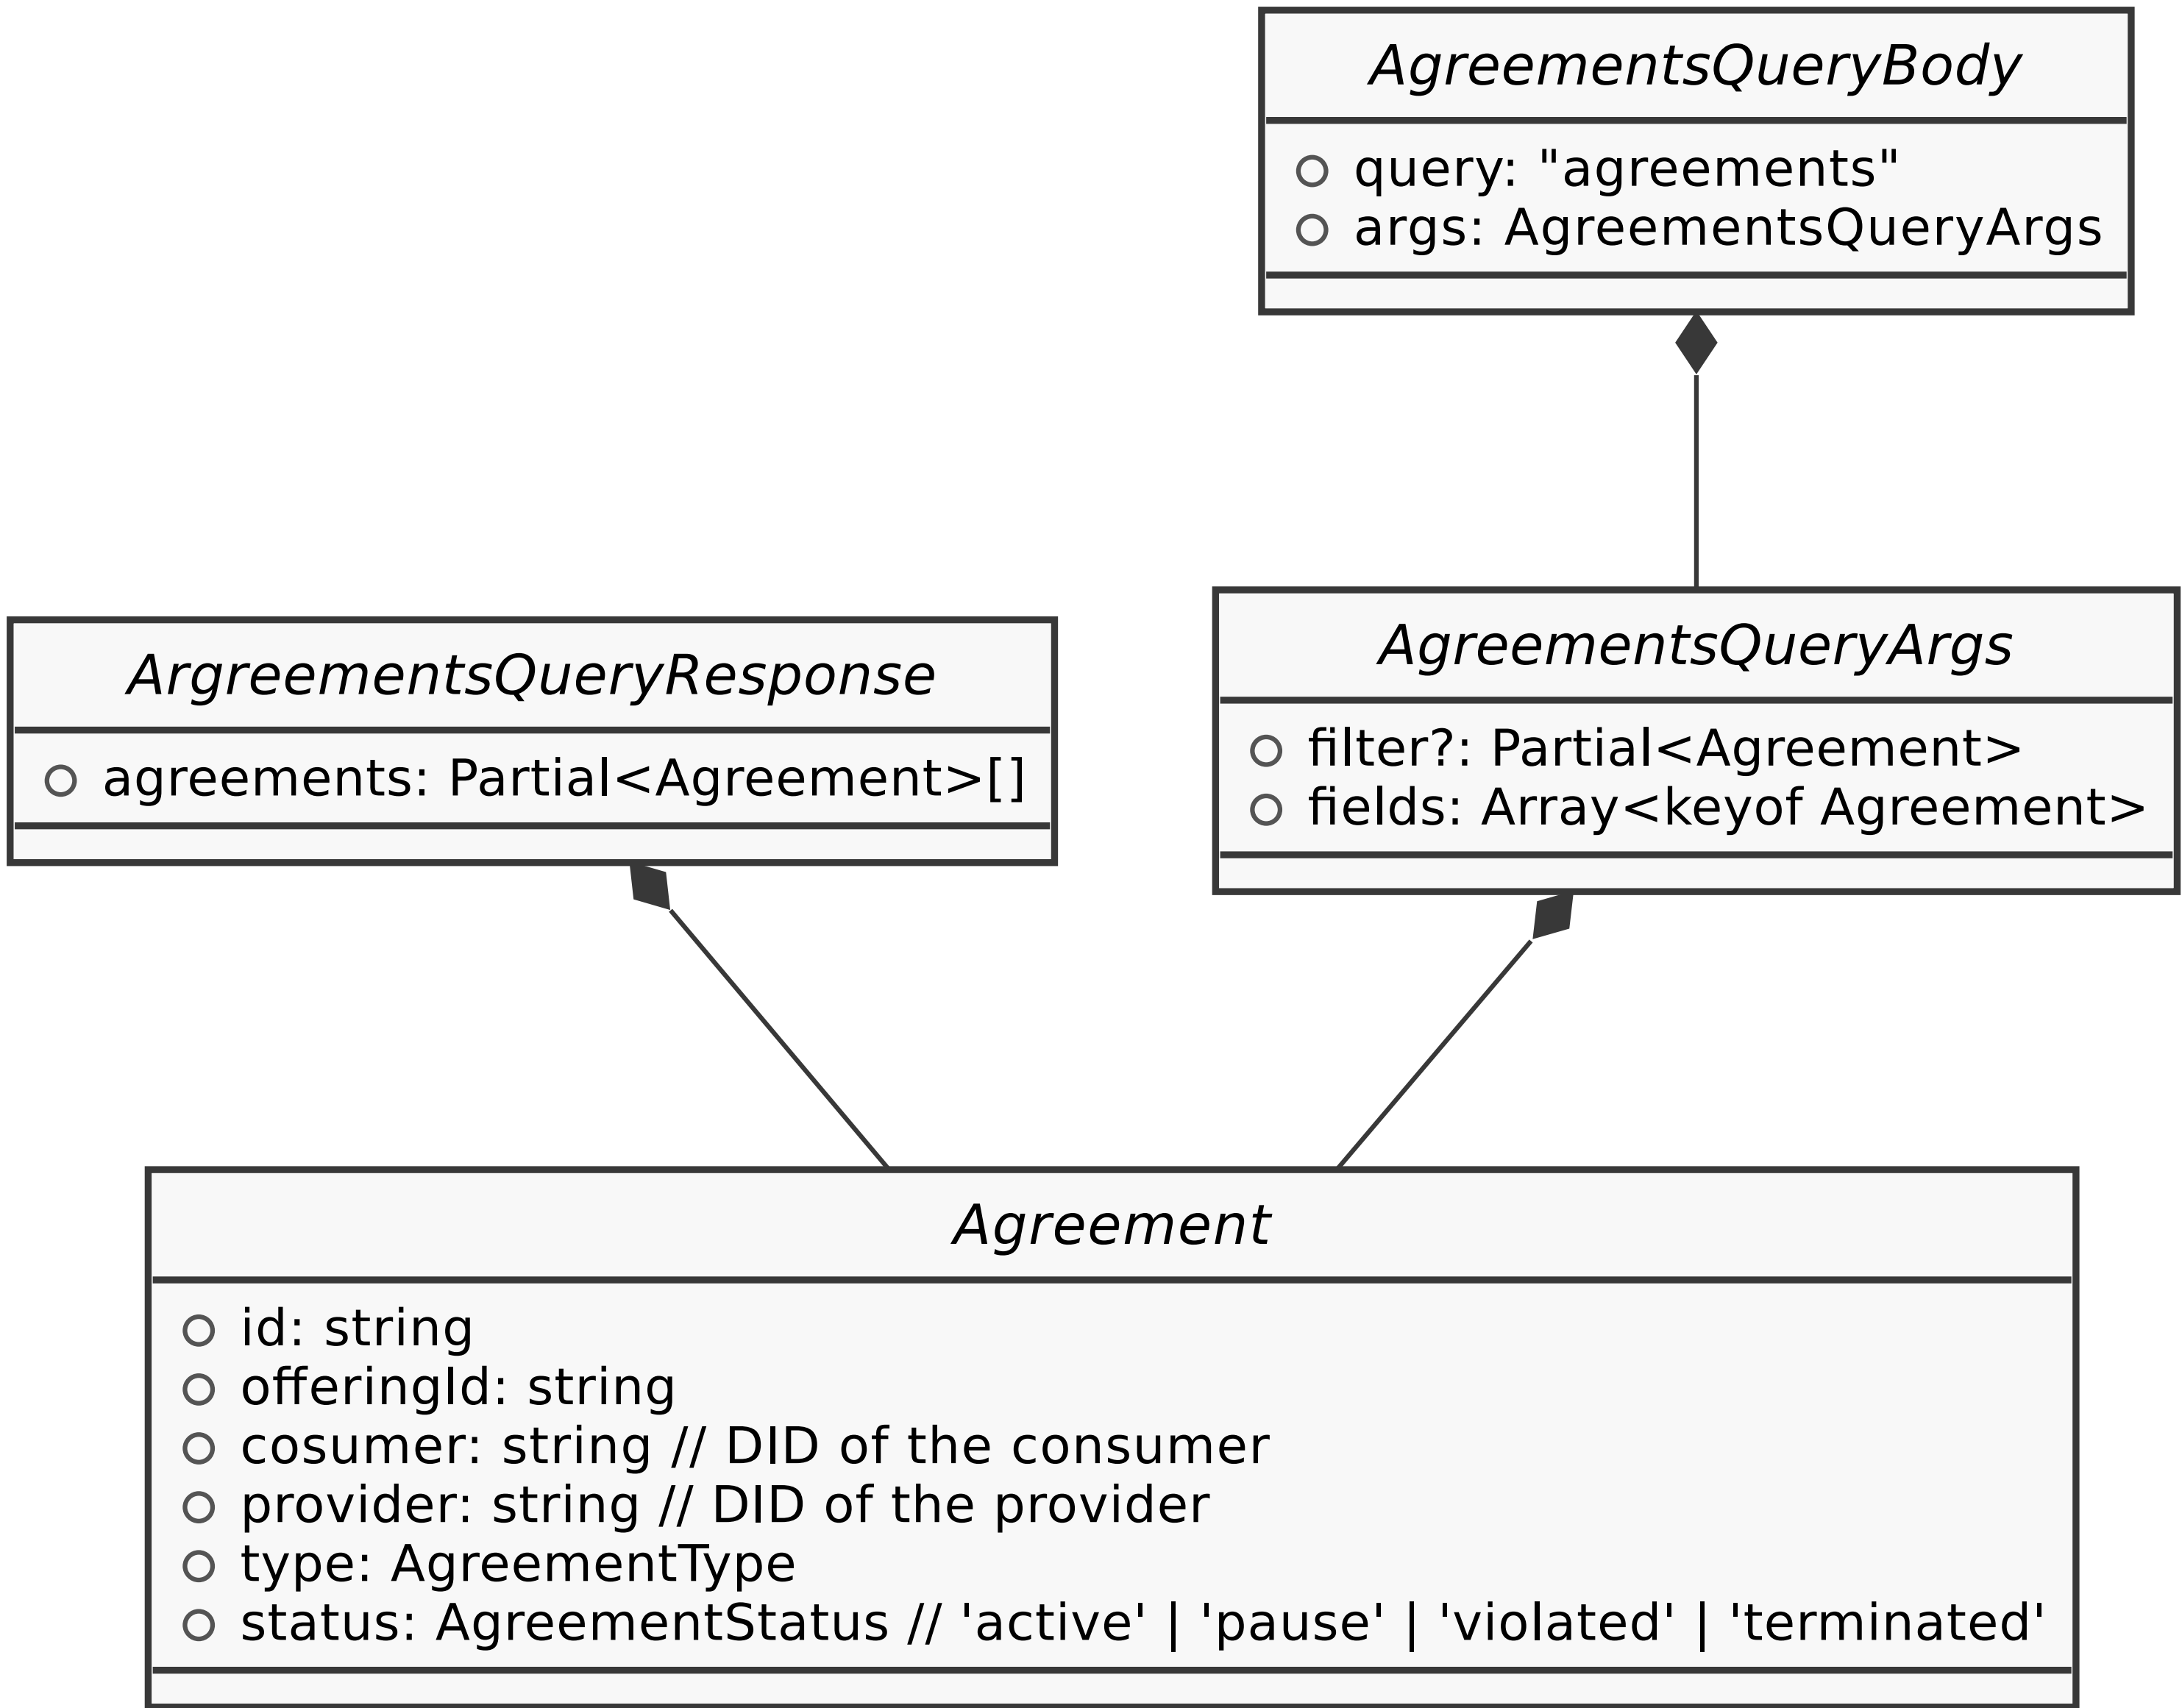 AgreementsQueryBody
query: "agreements"
args: AgreementsQueryArgs
ArgreementsQueryResponse
agreements: Partial<Agreement>[]
AgreementsQueryArgs
filter?: Partial<Agreement>
fields: Array<keyof Agreement>
Agreement
id: string
offeringId: string
cosumer: string // DID of the consumer
provider: string // DID of the provider
type: AgreementType
status: AgreementStatus // 'active' | 'pause' | 'violated' | 'terminated'